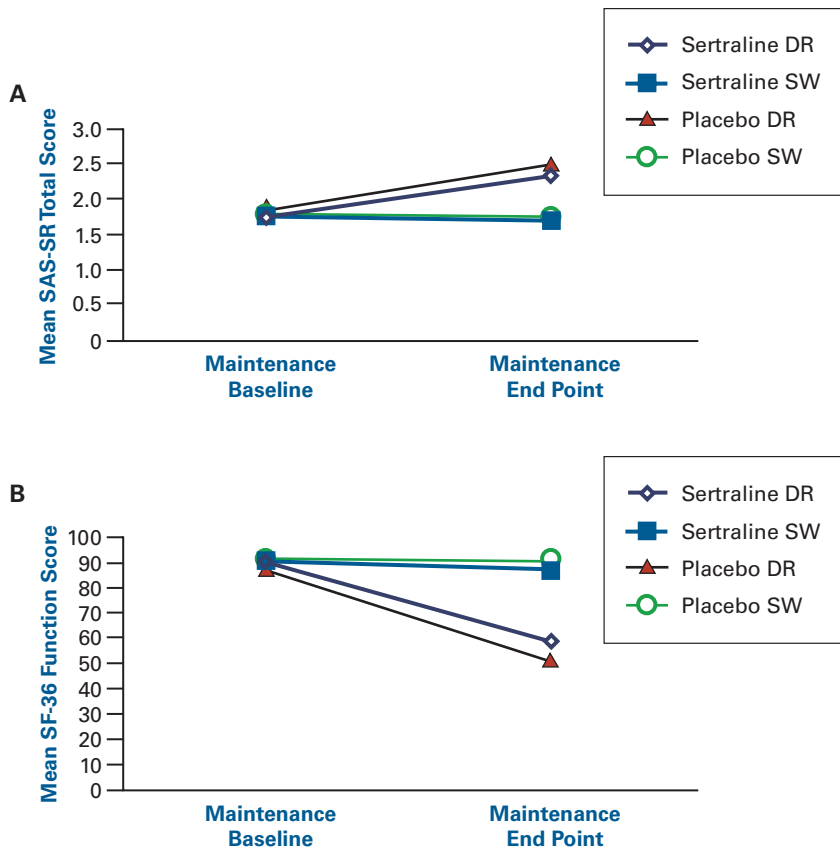 A
Sertraline DR
Sertraline SW
Placebo DR
Placebo SW
Mean SAS-SR Total Score
3.0
2.5
2.0
1.5
1.0
0.5
0
Maintenance
Baseline
Maintenance
End Point
B
Sertraline DR
Sertraline SW
Placebo DR
Placebo SW
Mean SF-36 Function Score
100
90
80
70
60
50
40
30
20
10
0
Maintenance
Baseline
Maintenance
End Point